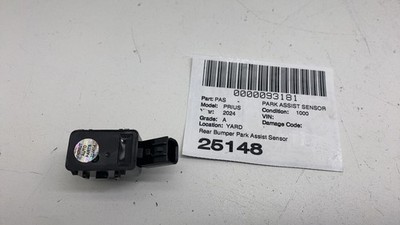 0000093181
Part: PAS - PARK ASSIST SENSOR
Model: PRIUS Condition: 1000
2024 VIN:
Grade: A Damage Code:
Location: YARD
Rear Bumper Park Assist Sensor
25148